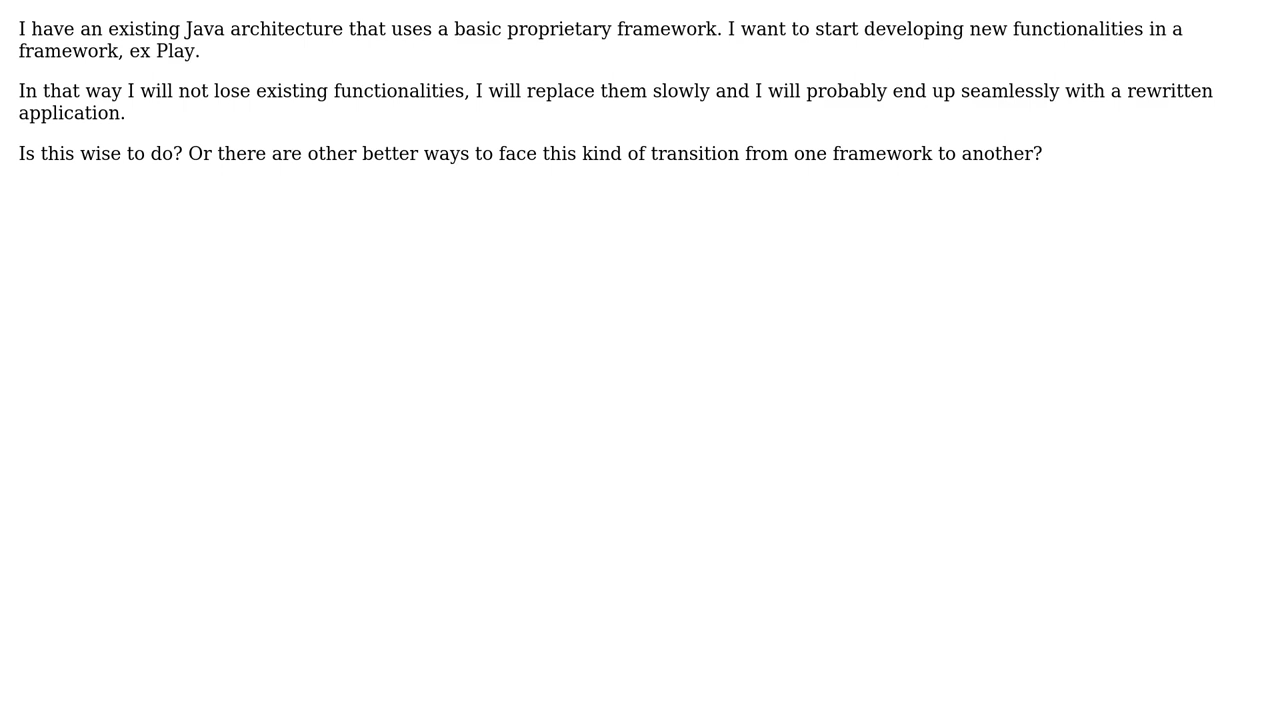 I have an existing Java architecture that uses a basic proprietary framework. I want to start developing new functionalities in a
framework, ex Play.
In that way I will not lose existing functionalities, I will replace them slowly and I will probably end up seamlessly with a rewritten
application.
Is this wise to do? Or there are other better ways to face this kind of transition from one framework to another?